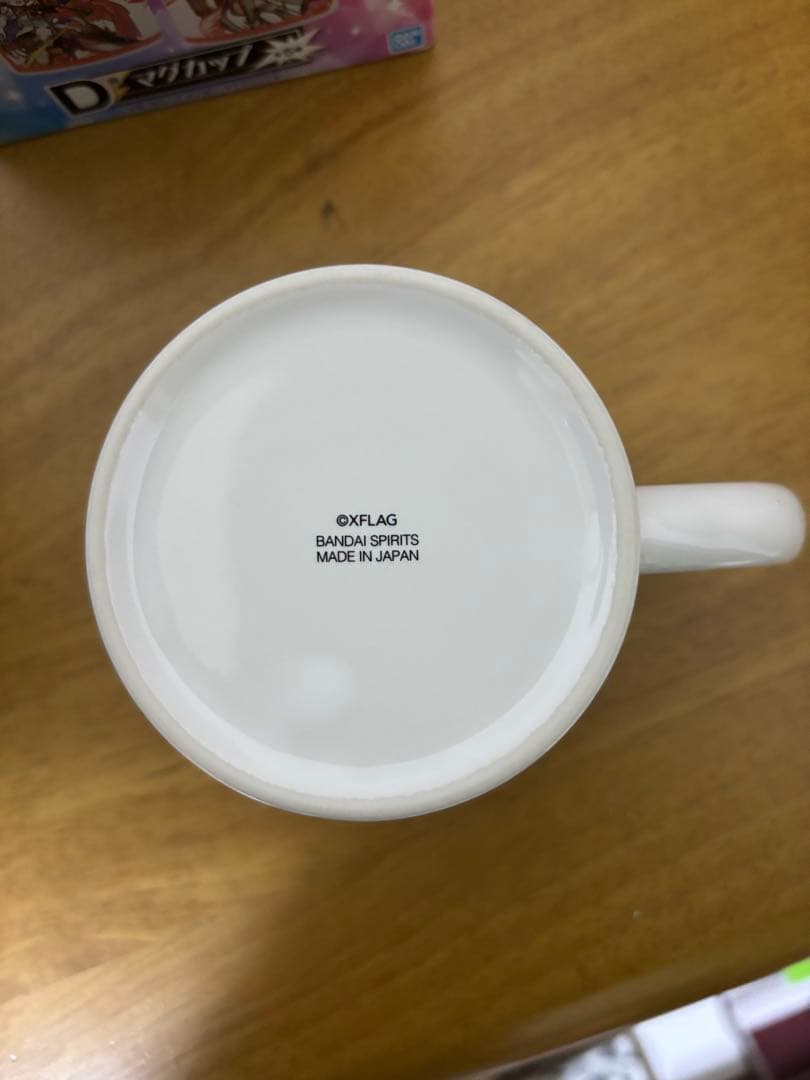 D マグカップ
©XFLAG
BANDAI SPIRITS
MADE IN JAPAN